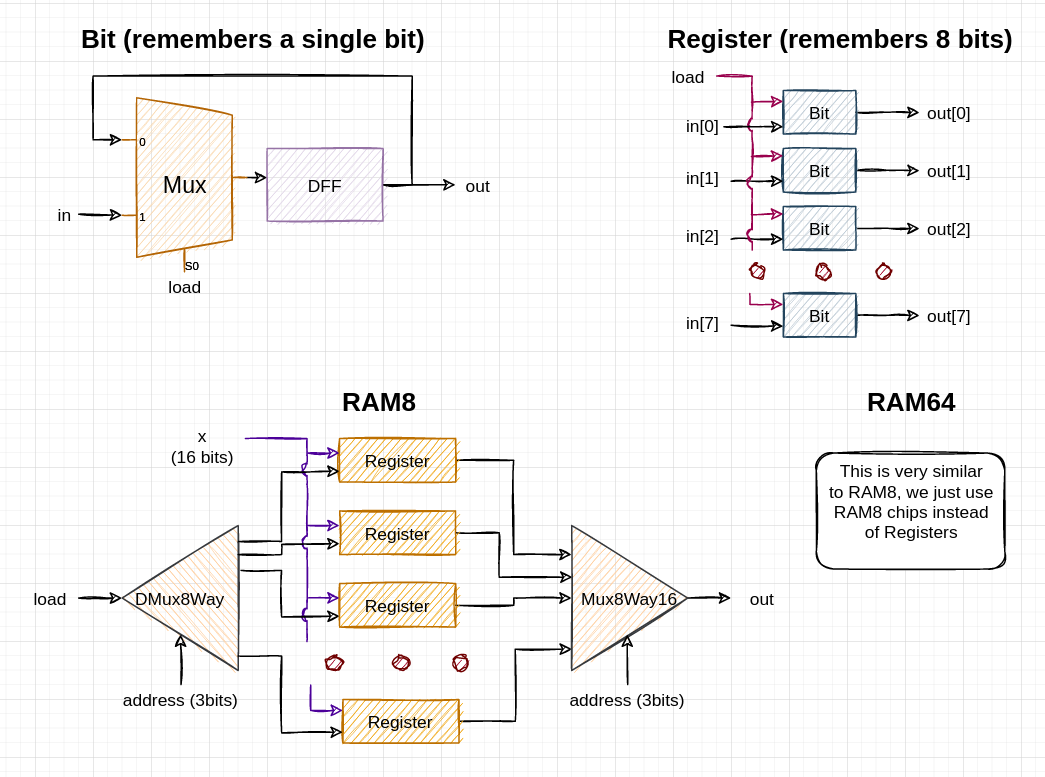 Bit (remembers a single bit)
0
Mux
DFF
out
in
1
S0
load
Register (remembers 8 bits)
load
Bit
out[0]
in[0]
Bit
out[1]
in[1]
Bit
out[2]
in[2]
Bit
out[7]
in[7]
RAM8
x
(16 bits)
Register
Register
Register
load
DMux8Way
Mux8Way16
out
address (3bits)
address (3bits)
Register
RAM64
This is very similar
to RAM8, we just use
RAM8 chips instead
of Registers